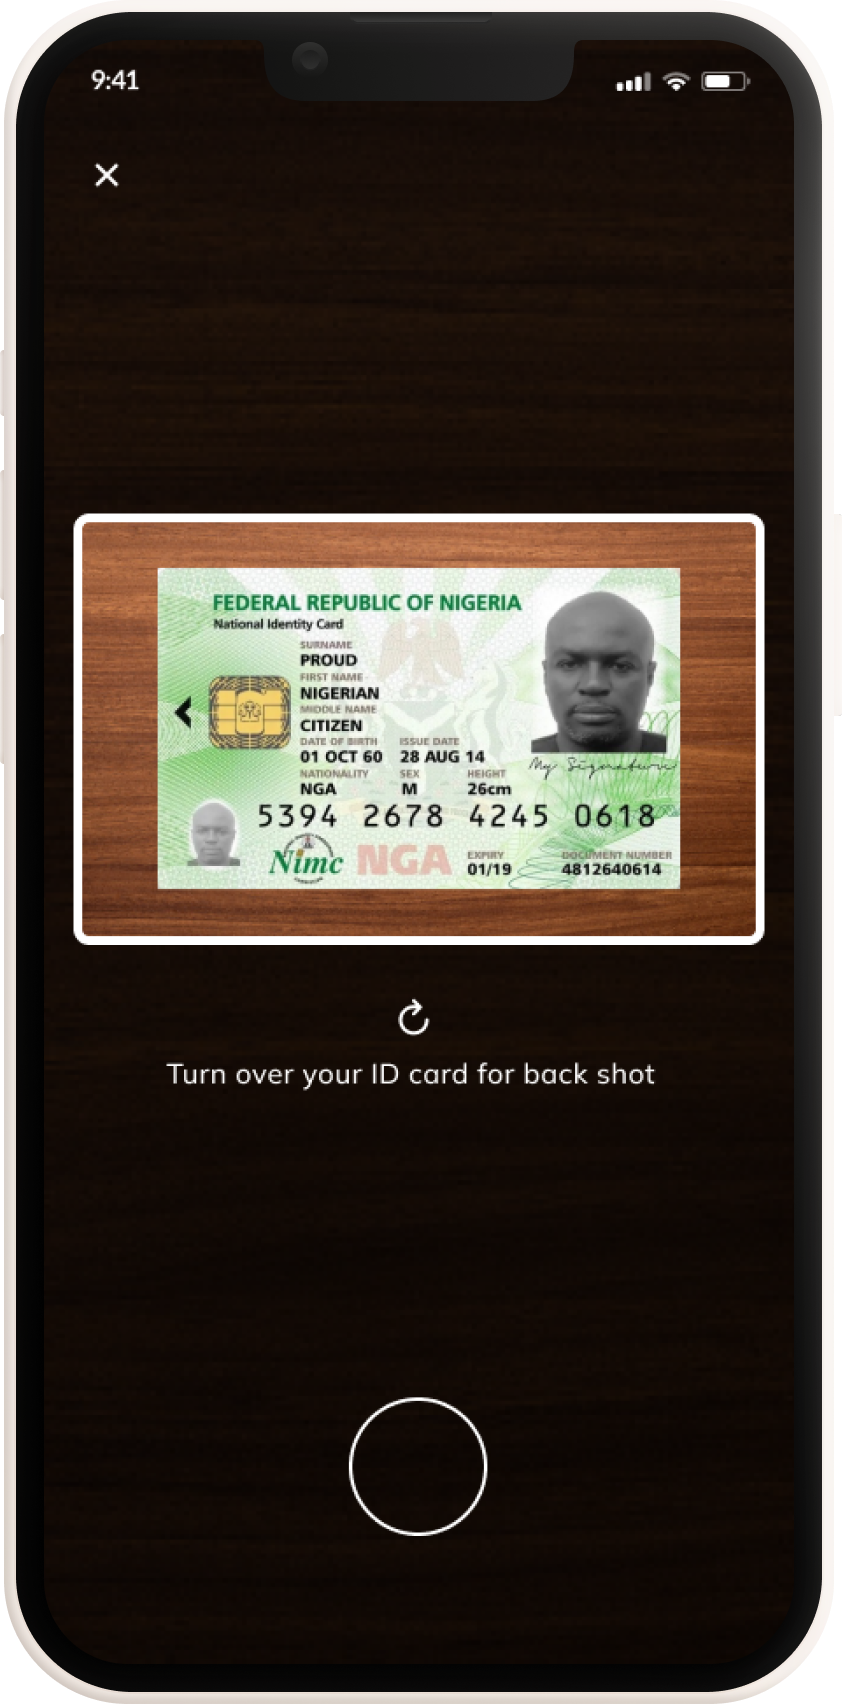 9:41
FEDERAL REPUBLIC OF NIGERIA
National Identity Card
SURNAME
PROUD
FIRST NAME
NIGERIAN
MIDDLE NAME
CITIZEN
DATE OF BIRTH ISSUE DATE
01 OCT 60 28 AUG 14
NATIONALITY SEX HEIGHT
NGA M 26cm
My Signature
5394 2678 4245 0618
Nimc NGA
EXPIRY DOCUMENT NUMBER
01/19 4812640614
Turn over your ID card for back shot